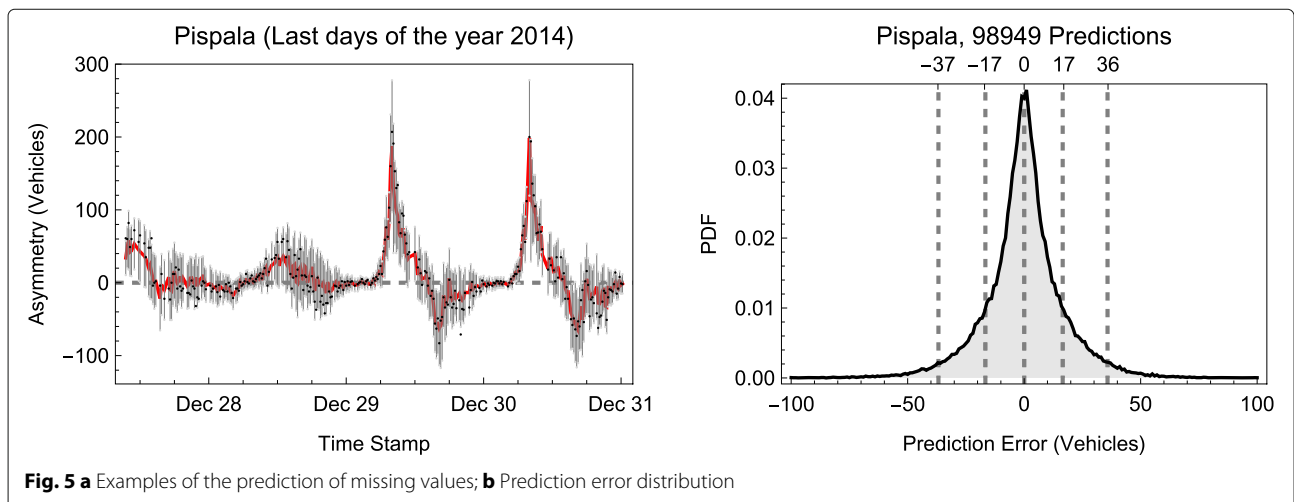 Pispala (Last days of the year 2014)
300
200
100
0
−100
Asymmetry (Vehicles)
Dec 28 Dec 29 Dec 30 Dec 31
Time Stamp
Pispala, 98949 Predictions
−37 −17 0 17 36
0.04
0.03
0.02
0.01
0.00
PDF
−100 −50 0 50 100
Prediction Error (Vehicles)
Fig. 5 a Examples of the prediction of missing values; b Prediction error distribution